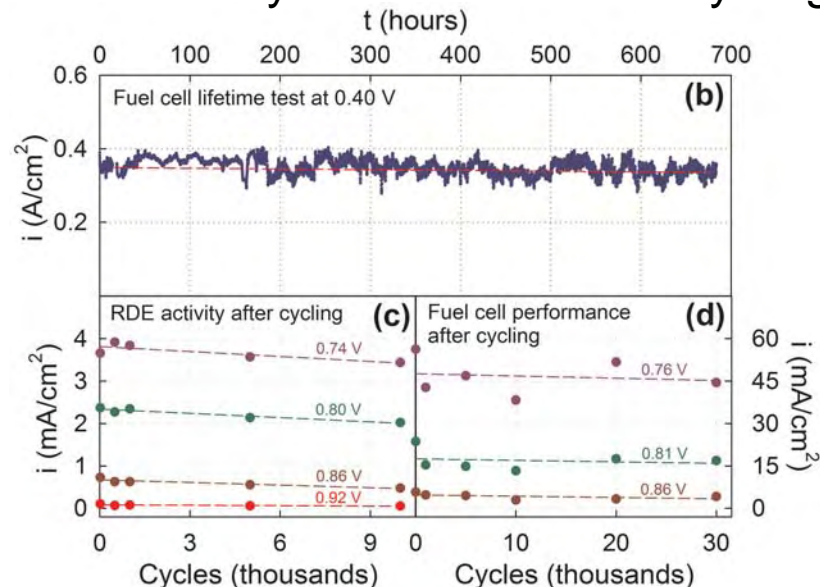 t (hours)
0 100 200 300 400 500 600 700
0.6
Fuel cell lifetime test at 0.40 V
(b)
0.4
0.2
i (A/cm²)
RDE activity after cycling
(c)
4
3
2
1
0
i (mA/cm²)
0.74 V
0.80 V
0.86 V
0.92 V
0 3 6 9
Cycles (thousands)
Fuel cell performance
after cycling
(d)
60
45
30
15
0
i (mA/cm²)
0.76 V
0.81 V
0.86 V
0 10 20 30
Cycles (thousands)